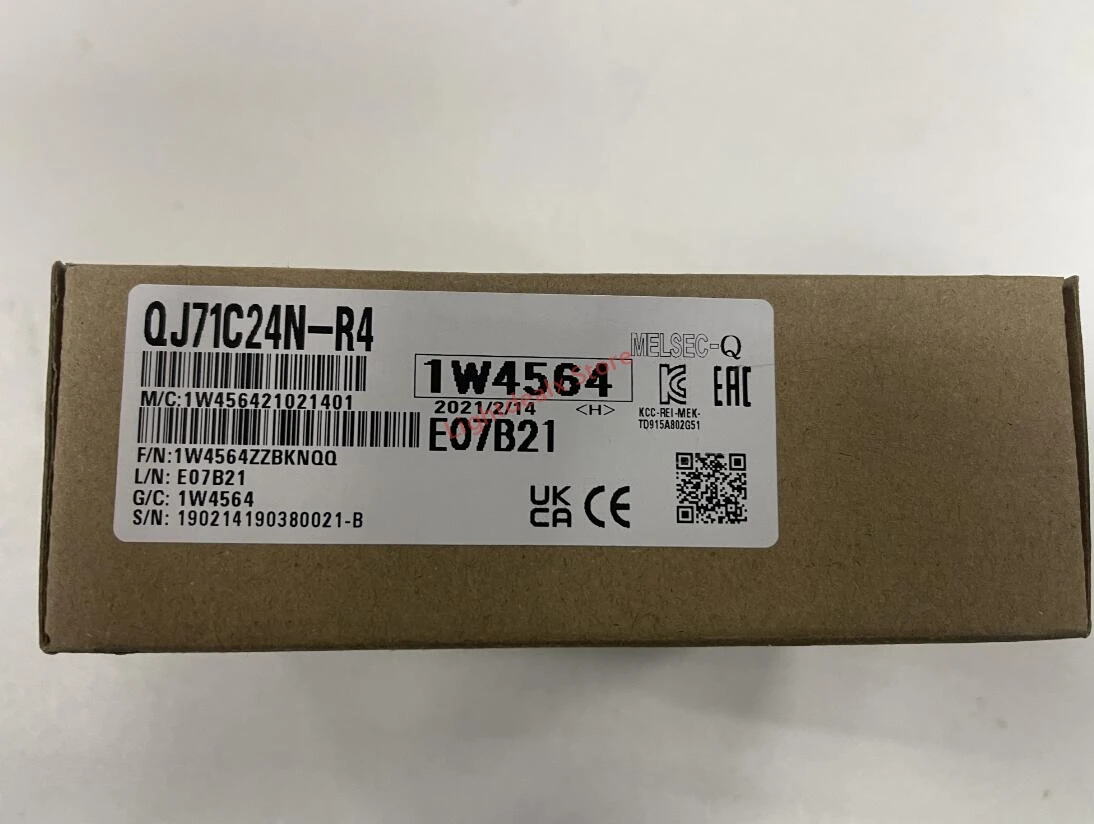 QJ71C24N-R4
MELSEC-Q
1W4564
M/C:1W456421021401
2021/2/14 <H>
KCC-REI-MEK-
TD915A802G51
EAC
E07B21
F/N:1W4564ZZBKNQQ
L/N: E07B21
G/C: 1W4564
S/N: 190214190380021-B
UK
CA CE